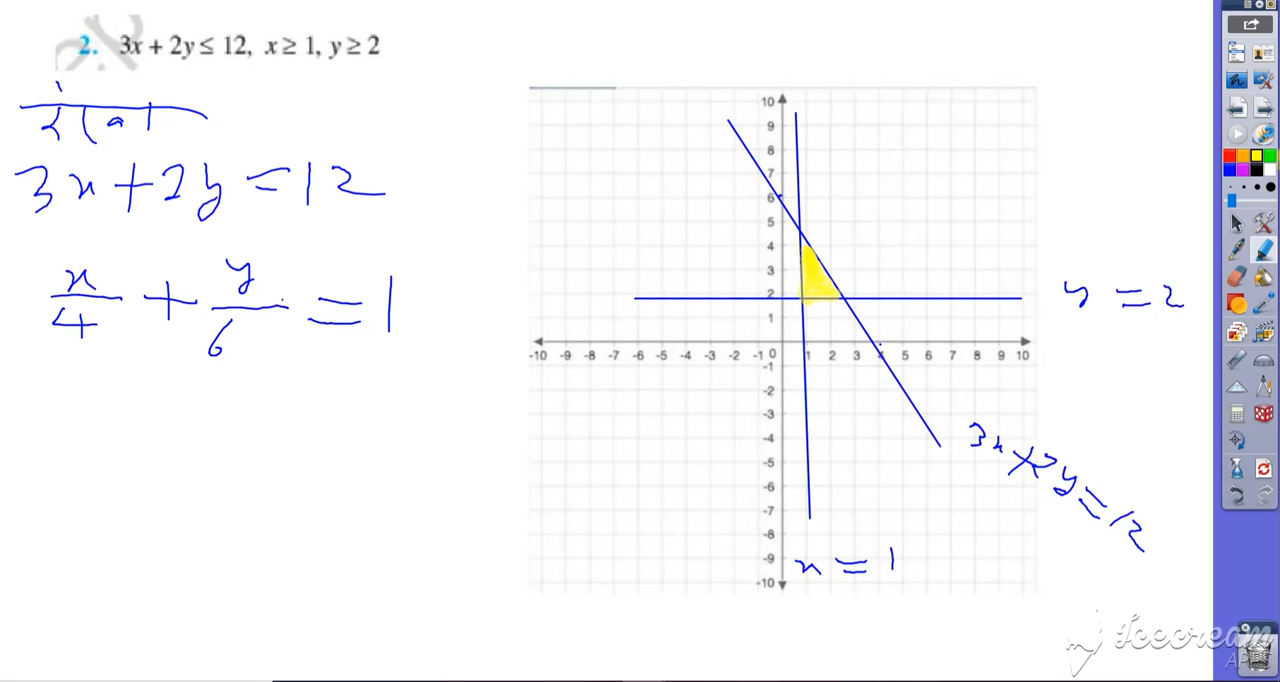 2. 3x + 2y ≤ 12, x ≥ 1, y ≥ 2
3x + 2y = 12
x/4 + y/6 = 1
10
9
8
7
6
5
4
3
2
1
-10 -9 -8 -7 -6 -5 -4 -3 -2 -1 0 1 2 3 4 5 6 7 8 9 10
-1
-2
-3
-4
-5
-6
-7
-8
-9
-10
y = 2
3x + 2y = 12
x = 1
Icecream
APPS